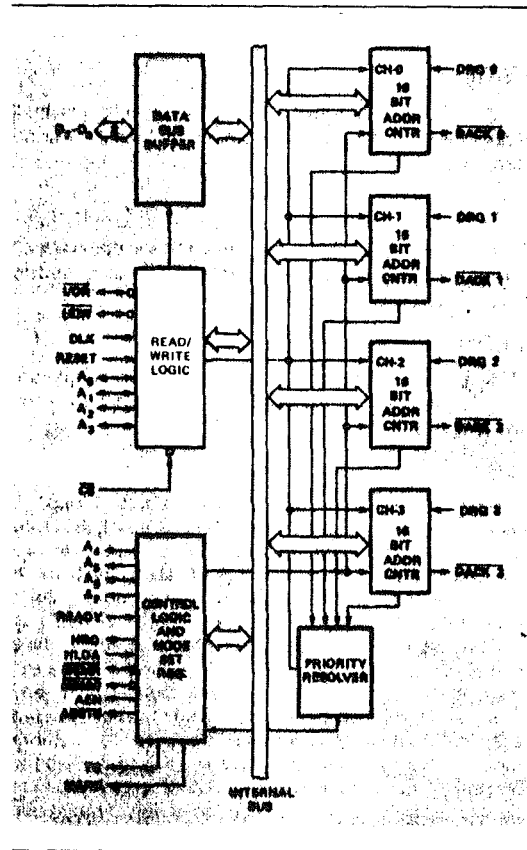 D7-D0
DATA
BUS
BUFFER
I/OR
I/OW
CLK
RESET
A0
A1
A2
A3
CS
READ/
WRITE
LOGIC
A4
A5
A6
A7
READY
HRQ
HLDA
AEN
ADSTB
TC
MARK
CONTROL
LOGIC
AND
MODE
SET
REG
INTERNAL
BUS
CH-0
16
BIT
ADDR
CNTR
DRQ 0
DACK 0
CH-1
16
BIT
ADDR
CNTR
DRQ 1
DACK 1
CH-2
16
BIT
ADDR
CNTR
DRQ 2
DACK 2
CH-3
16
BIT
ADDR
CNTR
DRQ 3
DACK 3
PRIORITY
RESOLVER